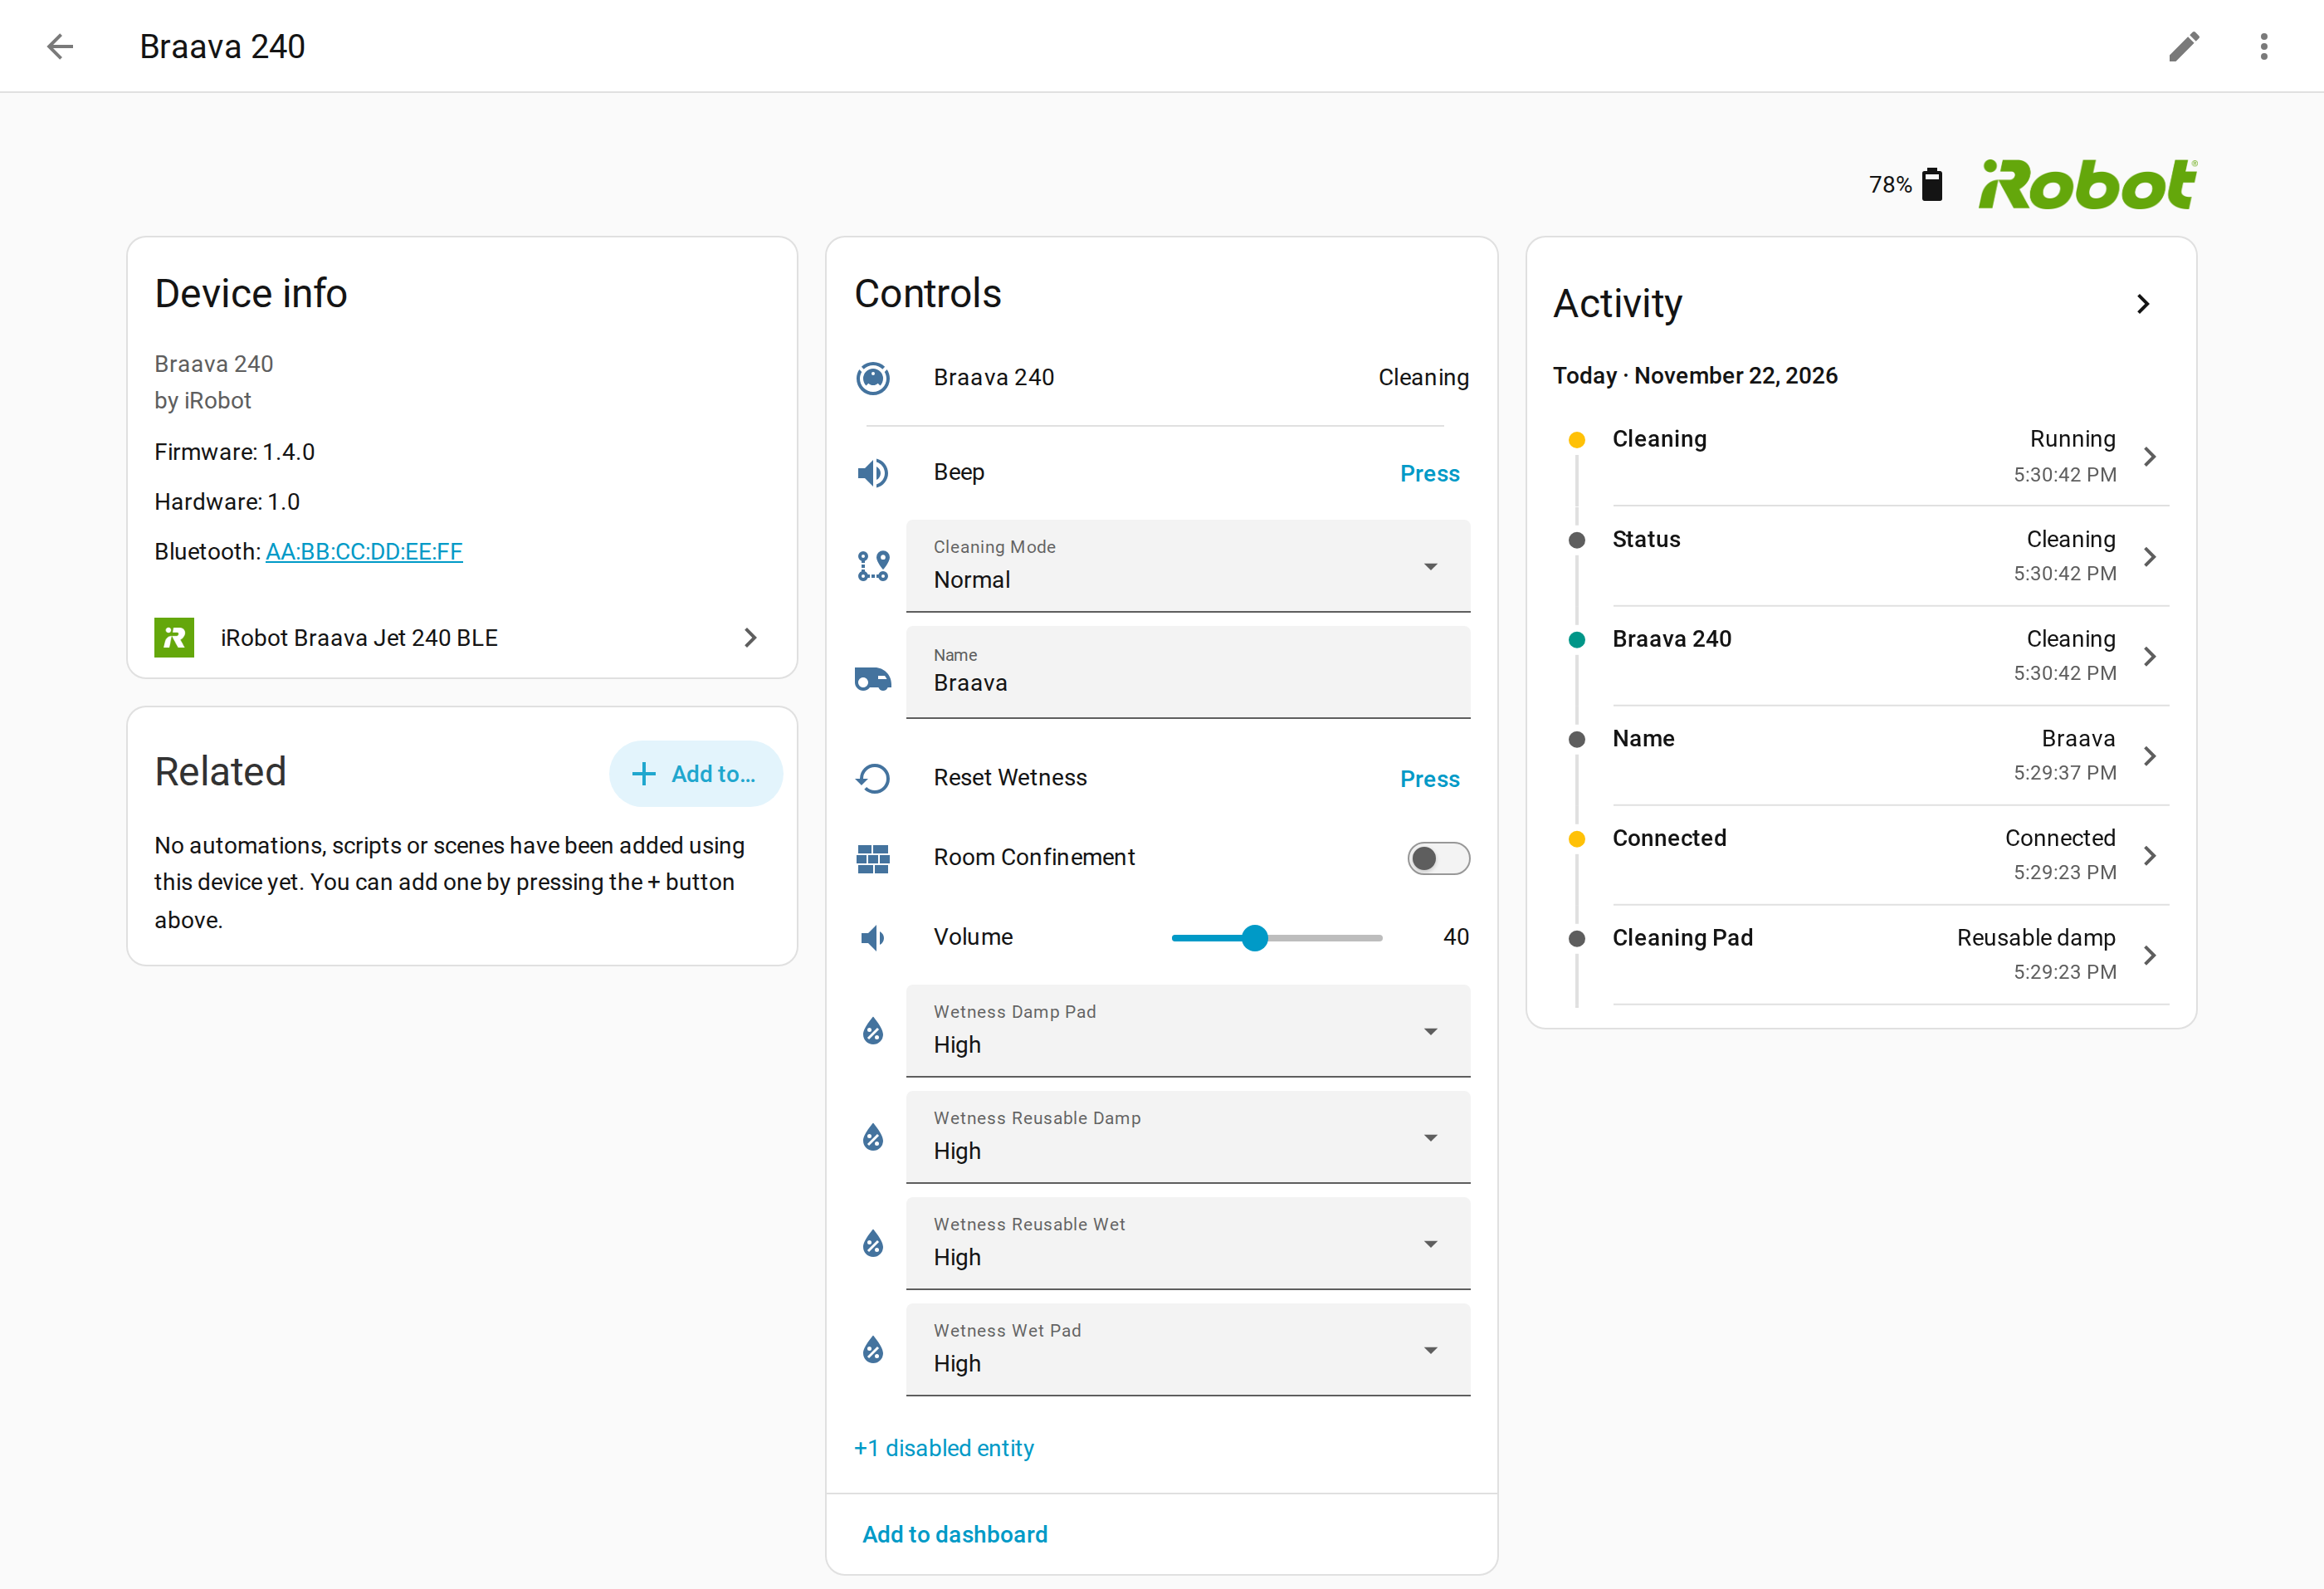 Braava 240
78%
iRobot®
Device info
Braava 240
by iRobot
Firmware: 1.4.0
Hardware: 1.0
Bluetooth: AA:BB:CC:DD:EE:FF
iR
iRobot Braava Jet 240 BLE
Related
Add to...
No automations, scripts or scenes have been added using
this device yet. You can add one by pressing the + button
above.
Controls
Braava 240 Cleaning
Beep Press
Cleaning Mode
Normal
Name
Braava
Reset Wetness Press
Room Confinement
Volume 40
Wetness Damp Pad
High
Wetness Reusable Damp
High
Wetness Reusable Wet
High
Wetness Wet Pad
High
+1 disabled entity
Add to dashboard
Activity
Today · November 22, 2026
Cleaning Running
5:30:42 PM
Status Cleaning
5:30:42 PM
Braava 240 Cleaning
5:30:42 PM
Name Braava
5:29:37 PM
Connected Connected
5:29:23 PM
Cleaning Pad Reusable damp
5:29:23 PM